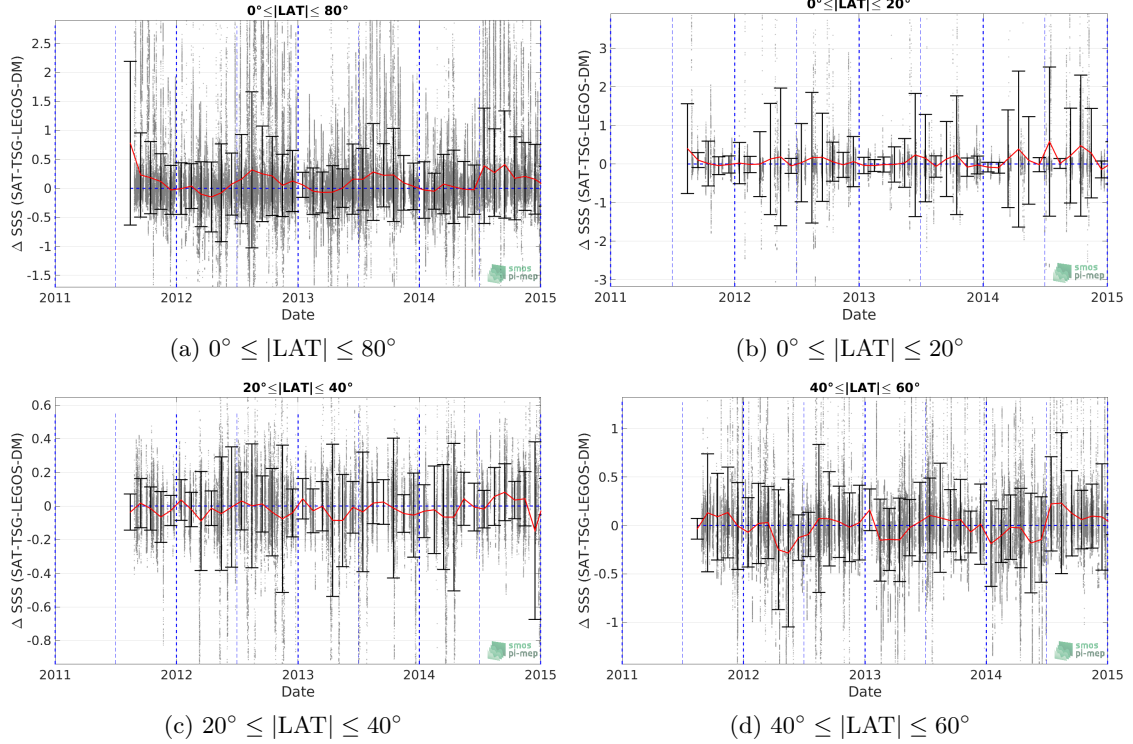 0°≤|LAT|≤ 80°
Δ SSS (SAT-TSG-LEGOS-DM)
2.5
2
1.5
1
0.5
0
-0.5
-1
-1.5
2011 2012 2013 2014 2015
Date
smos
pi-mep
(a) 0° ≤ |LAT| ≤ 80°
0°≤|LAT|≤ 20°
Δ SSS (SAT-TSG-LEGOS-DM)
3
2
1
0
-1
-2
-3
2011 2012 2013 2014 2015
Date
smos
pi-mep
(b) 0° ≤ |LAT| ≤ 20°
20°≤|LAT|≤ 40°
Δ SSS (SAT-TSG-LEGOS-DM)
0.6
0.4
0.2
0
-0.2
-0.4
-0.6
-0.8
2011 2012 2013 2014 2015
Date
smos
pi-mep
(c) 20° ≤ |LAT| ≤ 40°
40°≤|LAT|≤ 60°
Δ SSS (SAT-TSG-LEGOS-DM)
1
0.5
0
-0.5
-1
2011 2012 2013 2014 2015
Date
smos
pi-mep
(d) 40° ≤ |LAT| ≤ 60°